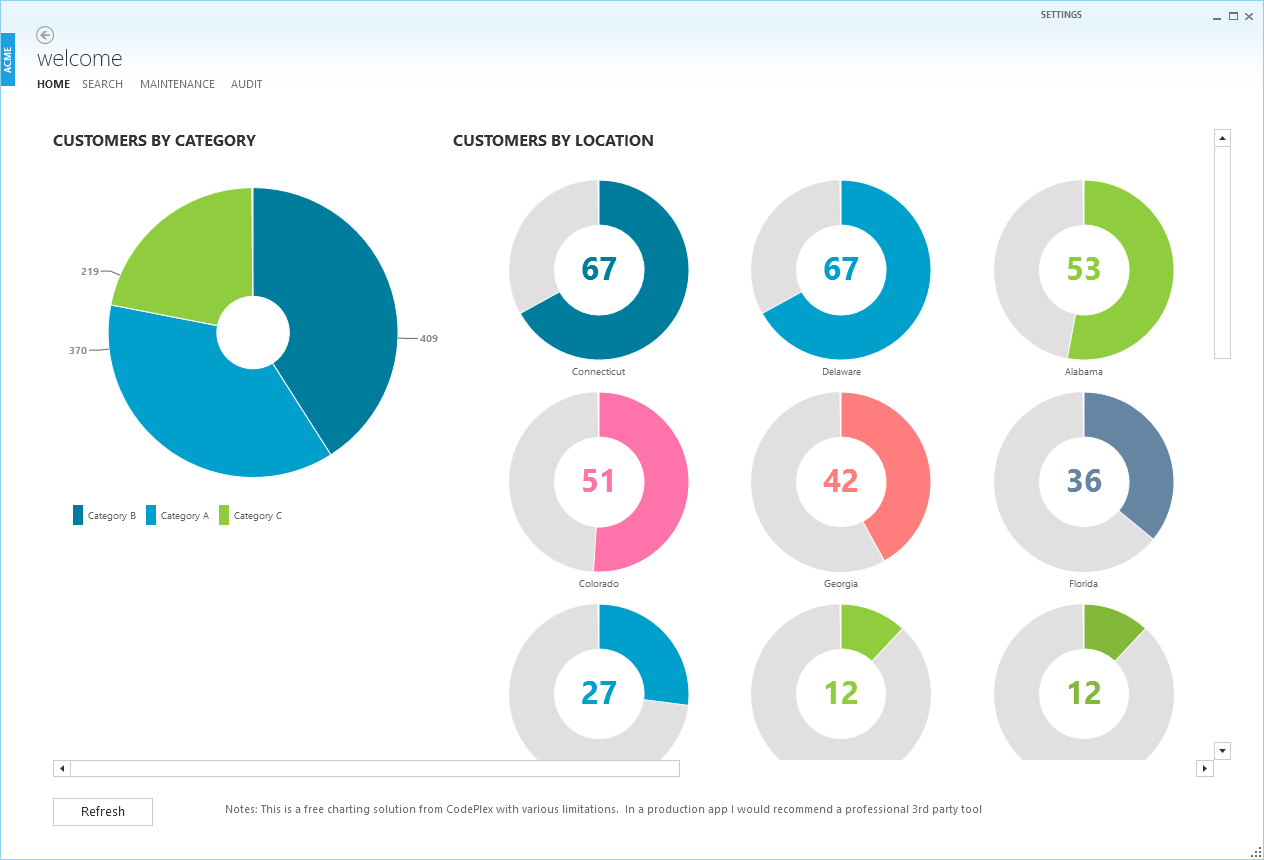 SETTINGS
ACME
welcome
HOME SEARCH MAINTENANCE AUDIT
CUSTOMERS BY CATEGORY
219
370
409
Category B Category A Category C
CUSTOMERS BY LOCATION
67 67 53
Connecticut Delaware Alabama
51 42 36
Colorado Georgia Florida
27 12 12
Refresh
Notes: This is a free charting solution from CodePlex with various limitations.  In a production app I would recommend a professional 3rd party tool